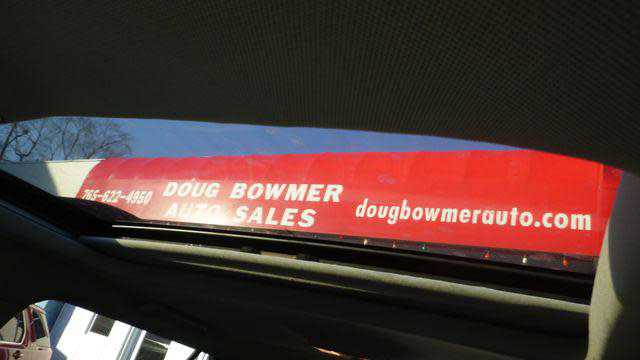 765-622-4950
DOUG BOWMER
AUTO SALES
dougbowmerauto.com